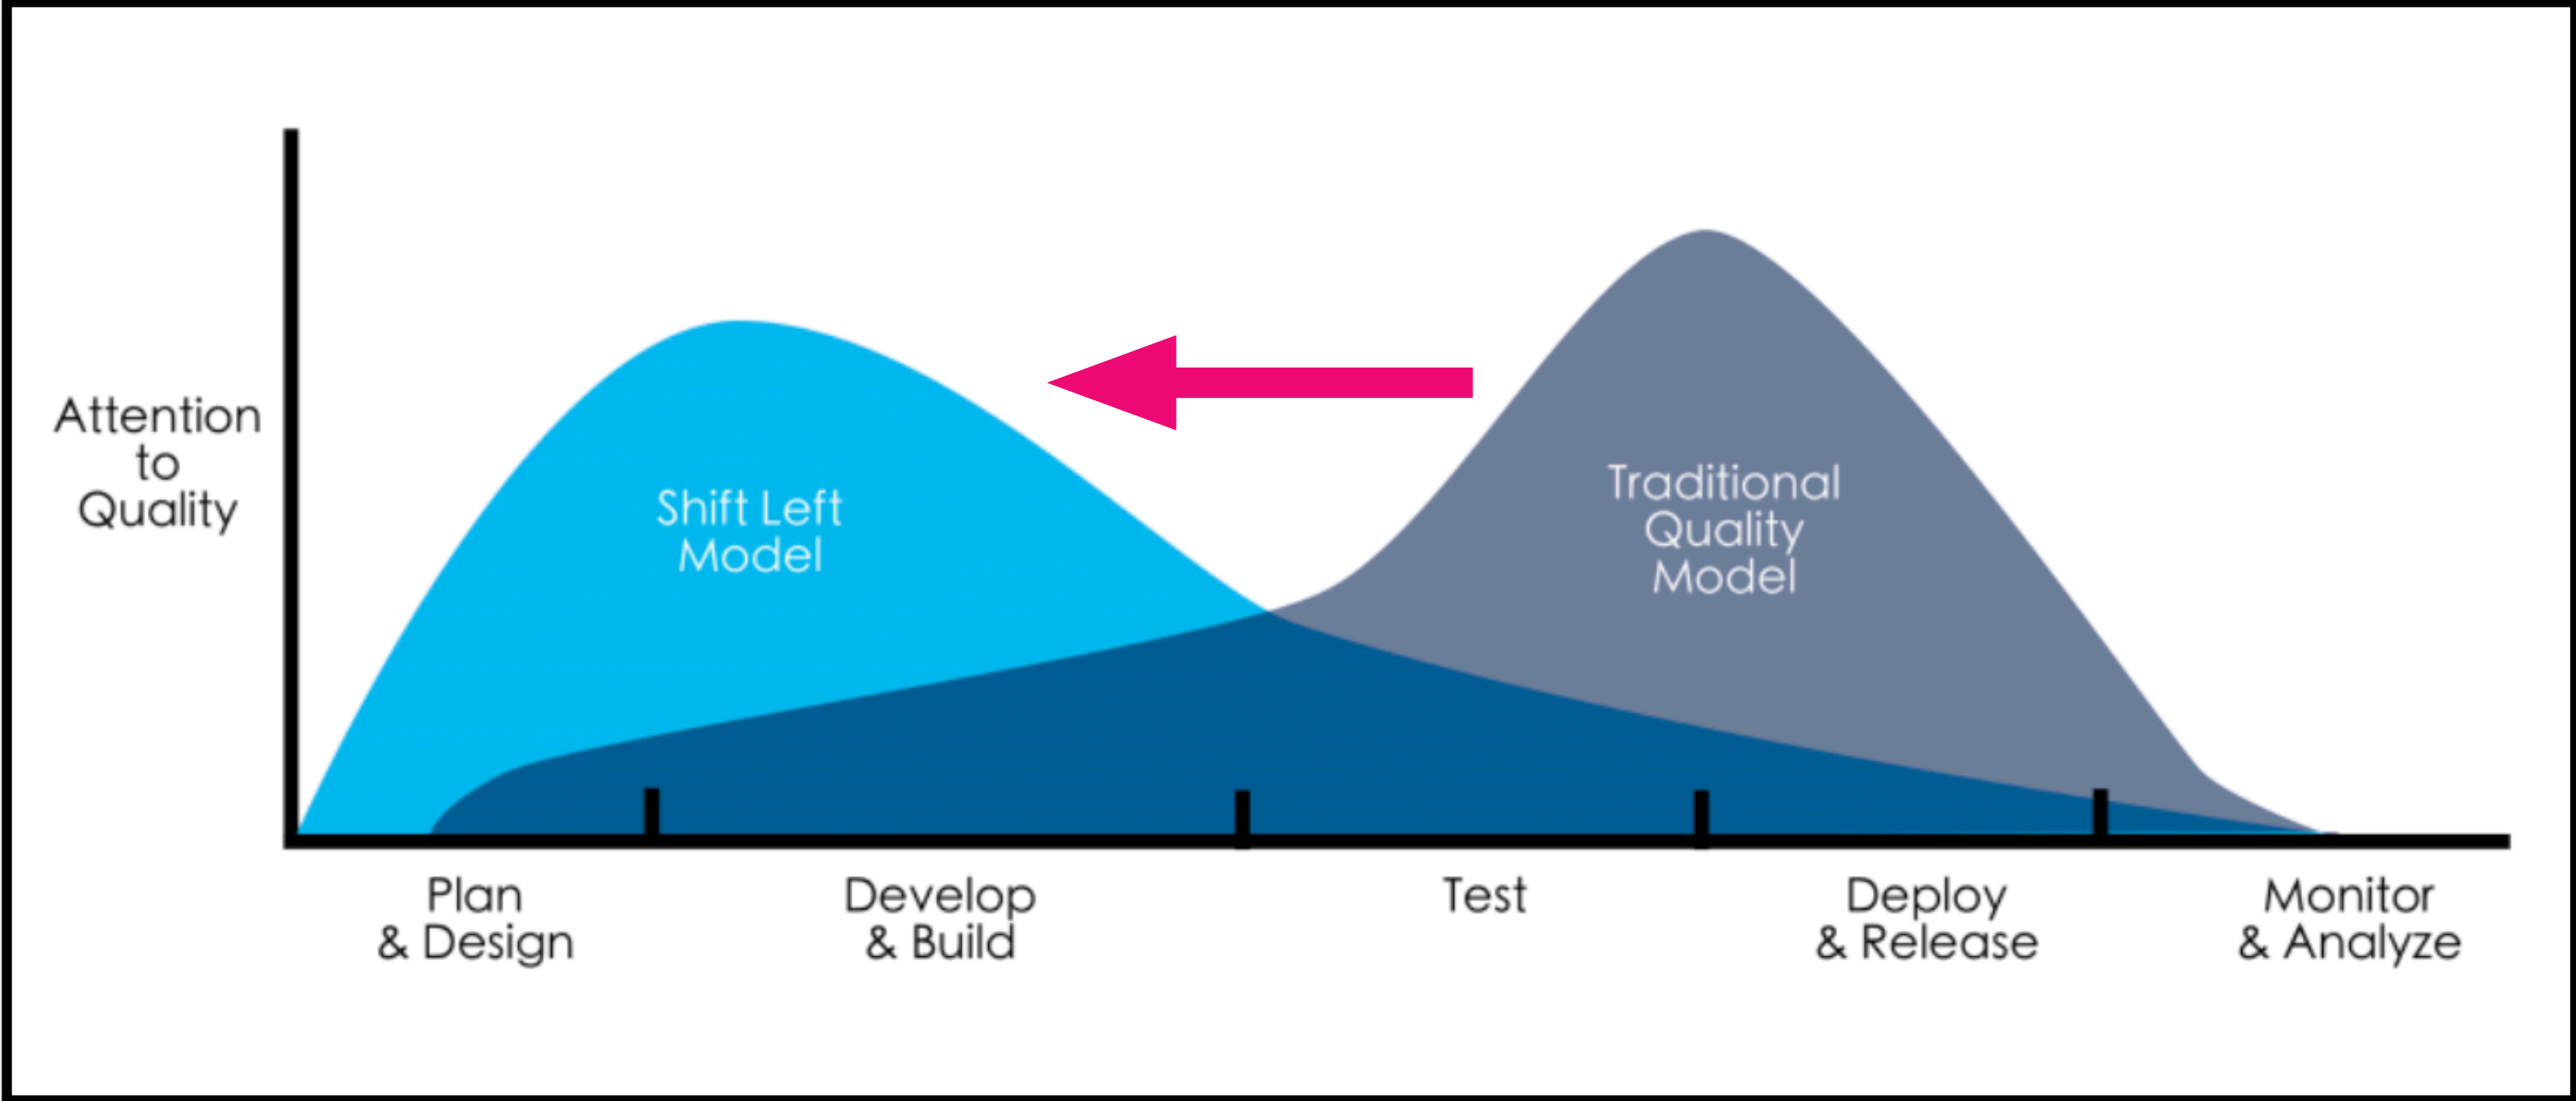 Attention
to
Quality
Shift Left
Model
Traditional
Quality
Model
Plan
& Design
Develop
& Build
Test
Deploy
& Release
Monitor
& Analyze